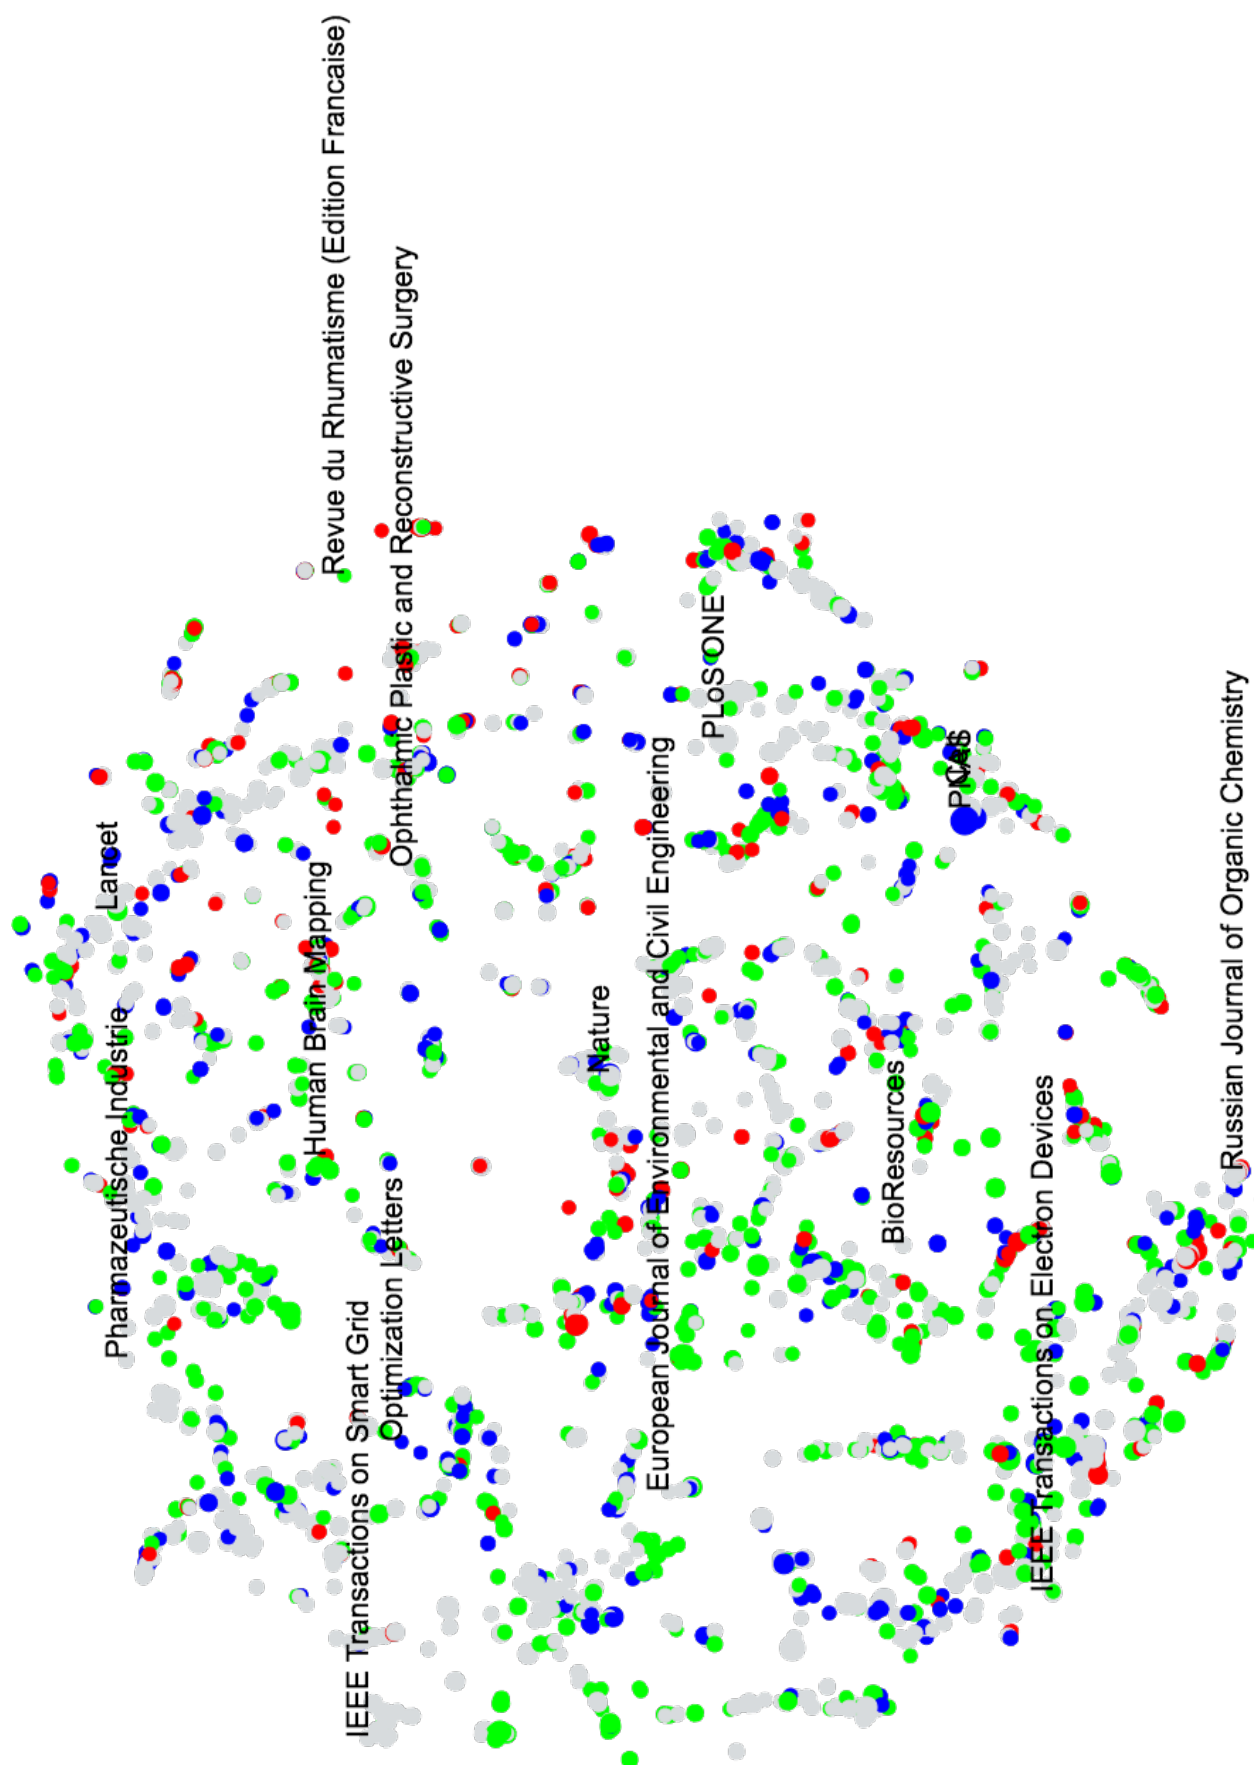 Lancet
Pharmazeutische Industrie
Human Brain Mapping
Revue du Rhumatisme (Edition Francaise)
IEEE Transactions on Smart Grid
Optimization Letters
Ophthalmic Plastic and Reconstructive Surgery
Nature
European Journal of Environmental and Civil Engineering
PLoS ONE
BioResources
PNAS
IEEE Transactions on Electron Devices
Russian Journal of Organic Chemistry